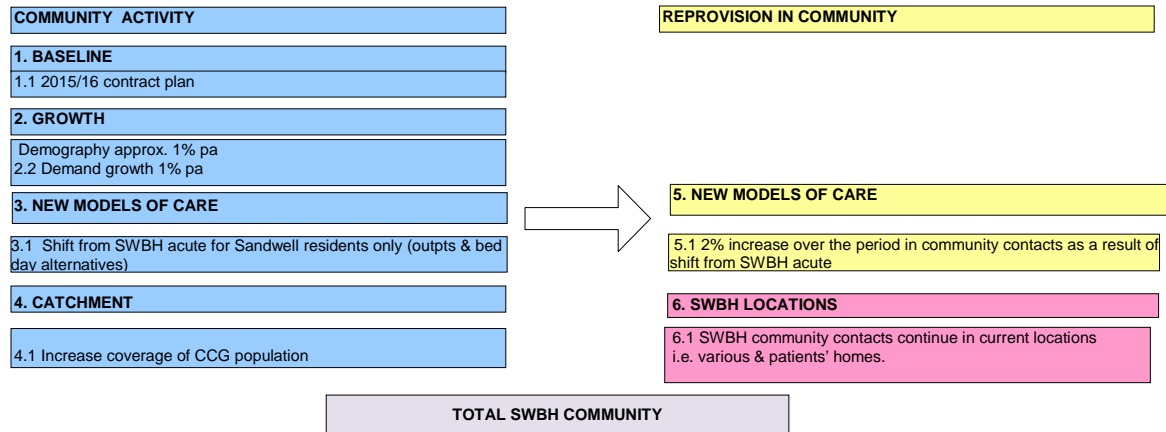 COMMUNITY ACTIVITY
1. BASELINE
1.1 2015/16 contract plan
2. GROWTH
Demography approx. 1% pa
2.2 Demand growth 1% pa
3. NEW MODELS OF CARE
3.1 Shift from SWBH acute for Sandwell residents only (outpts & bed
day alternatives)
4. CATCHMENT
4.1 Increase coverage of CCG population
REPROVISION IN COMMUNITY
5. NEW MODELS OF CARE
5.1 2% increase over the period in community contacts as a result of
shift from SWBH acute
6. SWBH LOCATIONS
6.1 SWBH community contacts continue in current locations
i.e. various & patients' homes.
TOTAL SWBH COMMUNITY